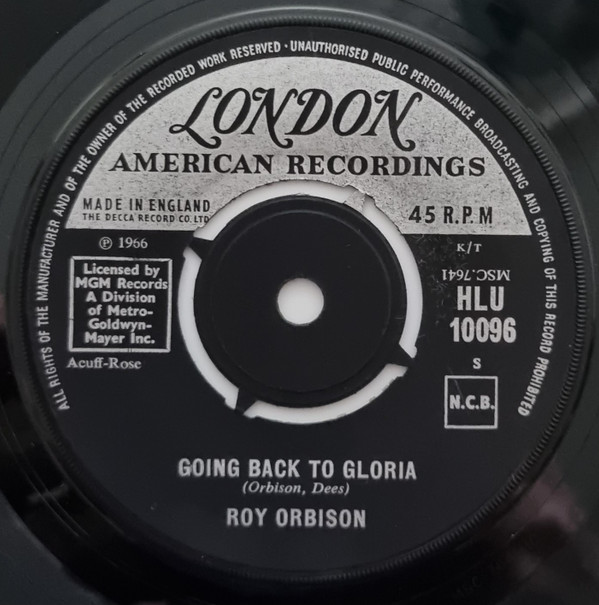 ALL RIGHTS OF THE MANUFACTURER AND OF THE OWNER OF THE RECORDED WORK RESERVED · UNAUTHORISED PUBLIC PERFORMANCE BROADCASTING AND COPYING OF THIS RECORD PROHIBITED
LONDON
AMERICAN RECORDINGS
MADE IN ENGLAND
THE DECCA RECORD CO. LTD
45 R.P.M
℗ 1966
K/T
Licensed by
MGM Records
A Division
of Metro-
Goldwyn-
Mayer Inc.
MSC.7641
HLU
10096
Acuff-Rose
S
N.C.B.
GOING BACK TO GLORIA
(Orbison, Dees)
ROY ORBISON